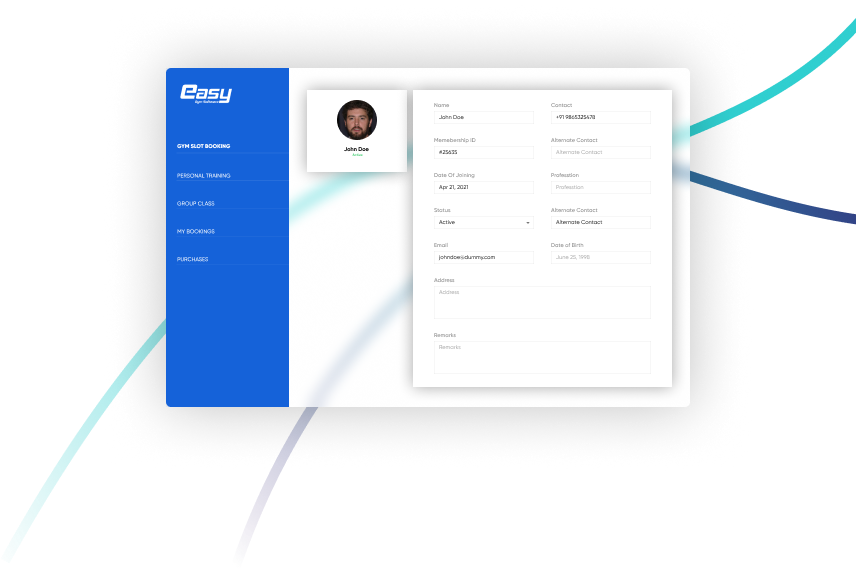 easy
Gym Software
GYM SLOT BOOKING
PERSONAL TRAINING
GROUP CLASS
MY BOOKINGS
PURCHASES
John Doe
Active
Name
John Doe
Contact
+91 9865325478
Memebership ID
#25635
Alternate Contact
Alternate Contact
Date Of Joining
Apr 21, 2021
Profession
Profession
Status
Active
Alternate Contact
Alternate Contact
Email
johndoe@dummy.com
Date of Birth
June 25, 1998
Address
Address
Remarks
Remarks